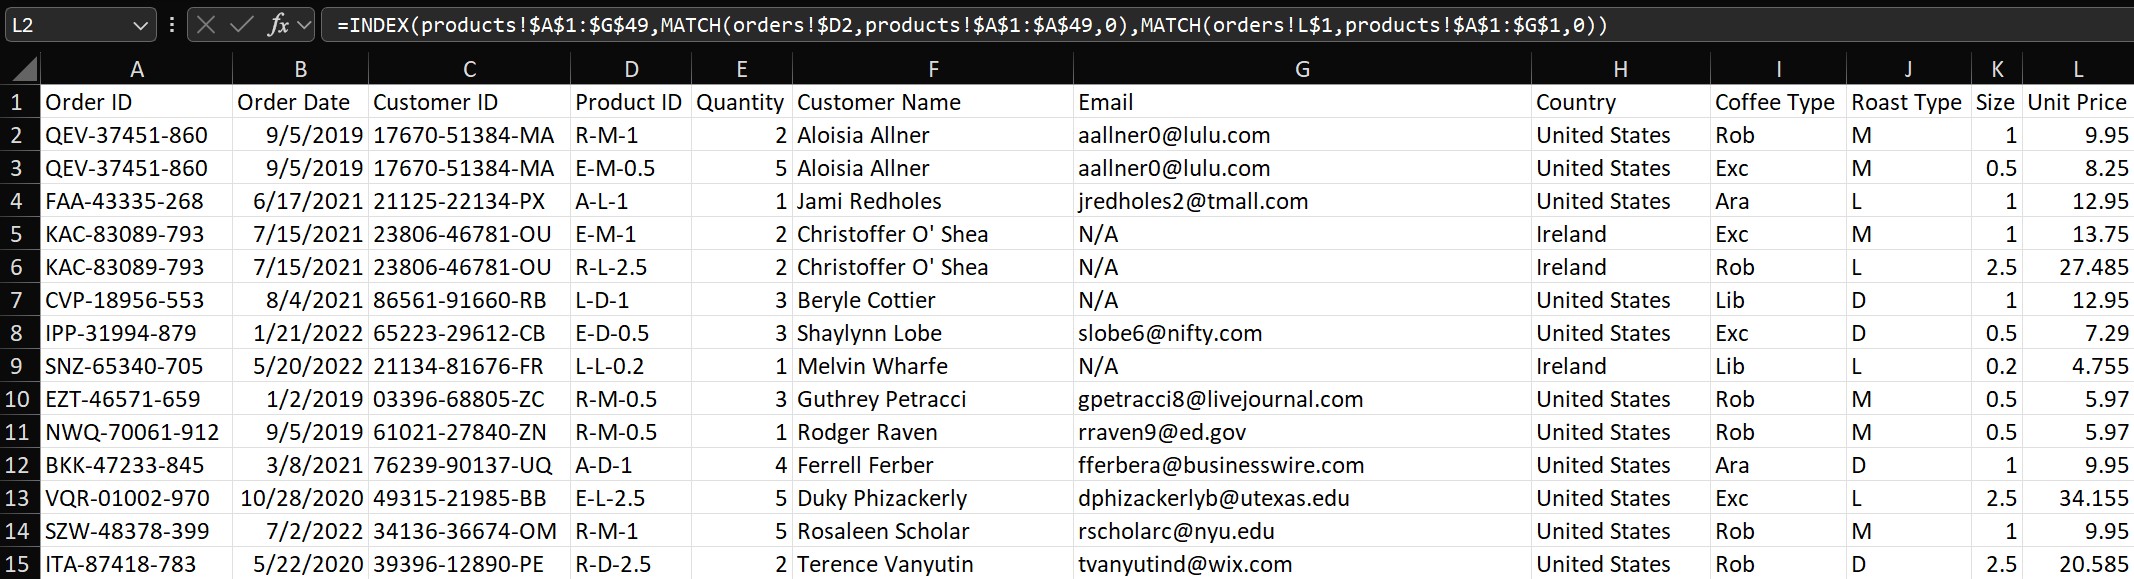 L2 fx =INDEX(products!$A$1:$G$49,MATCH(orders!$D2,products!$A$1:$A$49,0),MATCH(orders!L$1,products!$A$1:$G$1,0))
A B C D E F G H I J K L
1 Order ID Order Date Customer ID Product ID Quantity Customer Name Email Country Coffee Type Roast Type Size Unit Price
2 QEV-37451-860 9/5/2019 17670-51384-MA R-M-1 2 Aloisia Allner aallner0@lulu.com United States Rob M 1 9.95
3 QEV-37451-860 9/5/2019 17670-51384-MA E-M-0.5 5 Aloisia Allner aallner0@lulu.com United States Exc M 0.5 8.25
4 FAA-43335-268 6/17/2021 21125-22134-PX A-L-1 1 Jami Redholes jredholes2@tmall.com United States Ara L 1 12.95
5 KAC-83089-793 7/15/2021 23806-46781-OU E-M-1 2 Christoffer O' Shea N/A Ireland Exc M 1 13.75
6 KAC-83089-793 7/15/2021 23806-46781-OU R-L-2.5 2 Christoffer O' Shea N/A Ireland Rob L 2.5 27.485
7 CVP-18956-553 8/4/2021 86561-91660-RB L-D-1 3 Beryle Cottier N/A United States Lib D 1 12.95
8 IPP-31994-879 1/21/2022 65223-29612-CB E-D-0.5 3 Shaylynn Lobe slobe6@nifty.com United States Exc D 0.5 7.29
9 SNZ-65340-705 5/20/2022 21134-81676-FR L-L-0.2 1 Melvin Wharfe N/A Ireland Lib L 0.2 4.755
10 EZT-46571-659 1/2/2019 03396-68805-ZC R-M-0.5 3 Guthrey Petracci gpetracci8@livejournal.com United States Rob M 0.5 5.97
11 NWQ-70061-912 9/5/2019 61021-27840-ZN R-M-0.5 1 Rodger Raven rraven9@ed.gov United States Rob M 0.5 5.97
12 BKK-47233-845 3/8/2021 76239-90137-UQ A-D-1 4 Ferrell Ferber fferbera@businesswire.com United States Ara D 1 9.95
13 VQR-01002-970 10/28/2020 49315-21985-BB E-L-2.5 5 Duky Phizackerly dphizackerlyb@utexas.edu United States Exc L 2.5 34.155
14 SZW-48378-399 7/2/2022 34136-36674-OM R-M-1 5 Rosaleen Scholar rscholarc@nyu.edu United States Rob M 1 9.95
15 ITA-87418-783 5/22/2020 39396-12890-PE R-D-2.5 2 Terence Vanyutin tvanyutind@wix.com United States Rob D 2.5 20.585